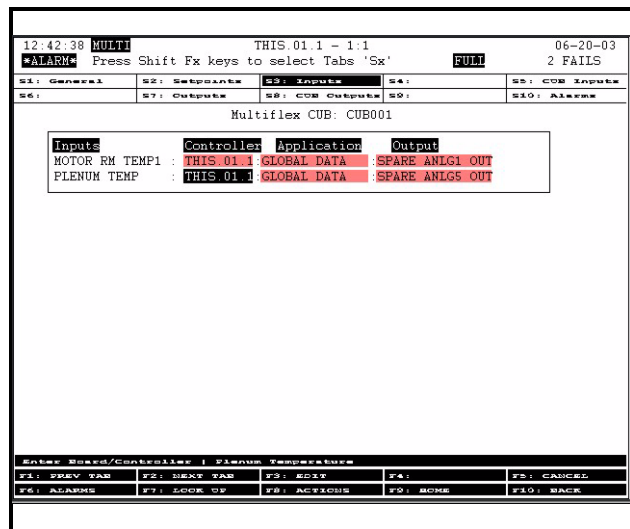 12:42:38 MULTI THIS.01.1 - 1:1 06-20-03
*ALARM* Press Shift Fx keys to select Tabs 'Sx' FULL 2 FAILS
S1: General S2: Setpoints S3: Inputs S4: S5: CUB Inputs
S6: S7: Outputs S8: CUB Outputs S9: S10: Alarms
Multiflex CUB: CUB001
Inputs Controller Application Output
MOTOR RM TEMP1 : THIS.01.1:GLOBAL DATA :SPARE ANLG1 OUT
PLENUM TEMP : THIS.01.1:GLOBAL DATA :SPARE ANLG5 OUT
Enter Board/Controller | Plenum Temperature
F1: PREV TAB F2: NEXT TAB F3: EDIT F4: F5: CANCEL
F6: ALARMS F7: LOOK UP F8: ACTIONS F9: HOME F10: BACK